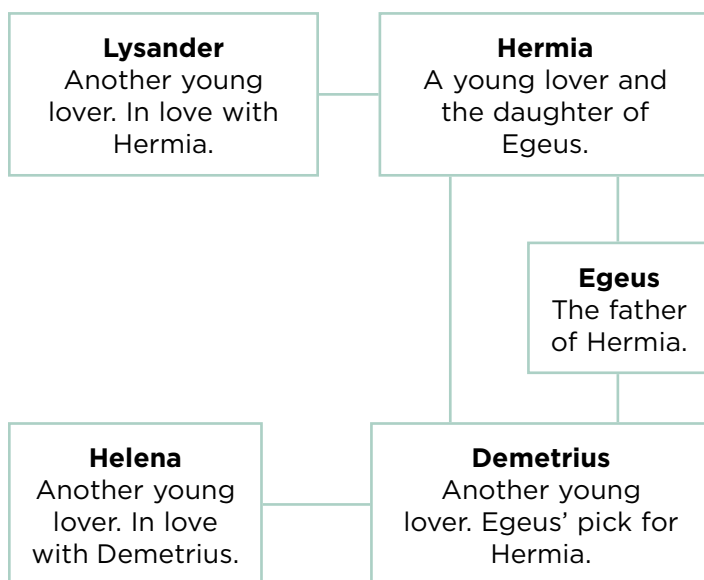 Lysander
Another young
lover. In love with
Hermia.
Hermia
A young lover and
the daughter of
Egeus.
Egeus
The father
of Hermia.
Helena
Another young
lover. In love
with Demetrius.
Demetrius
Another young
lover. Egeus’ pick for
Hermia.